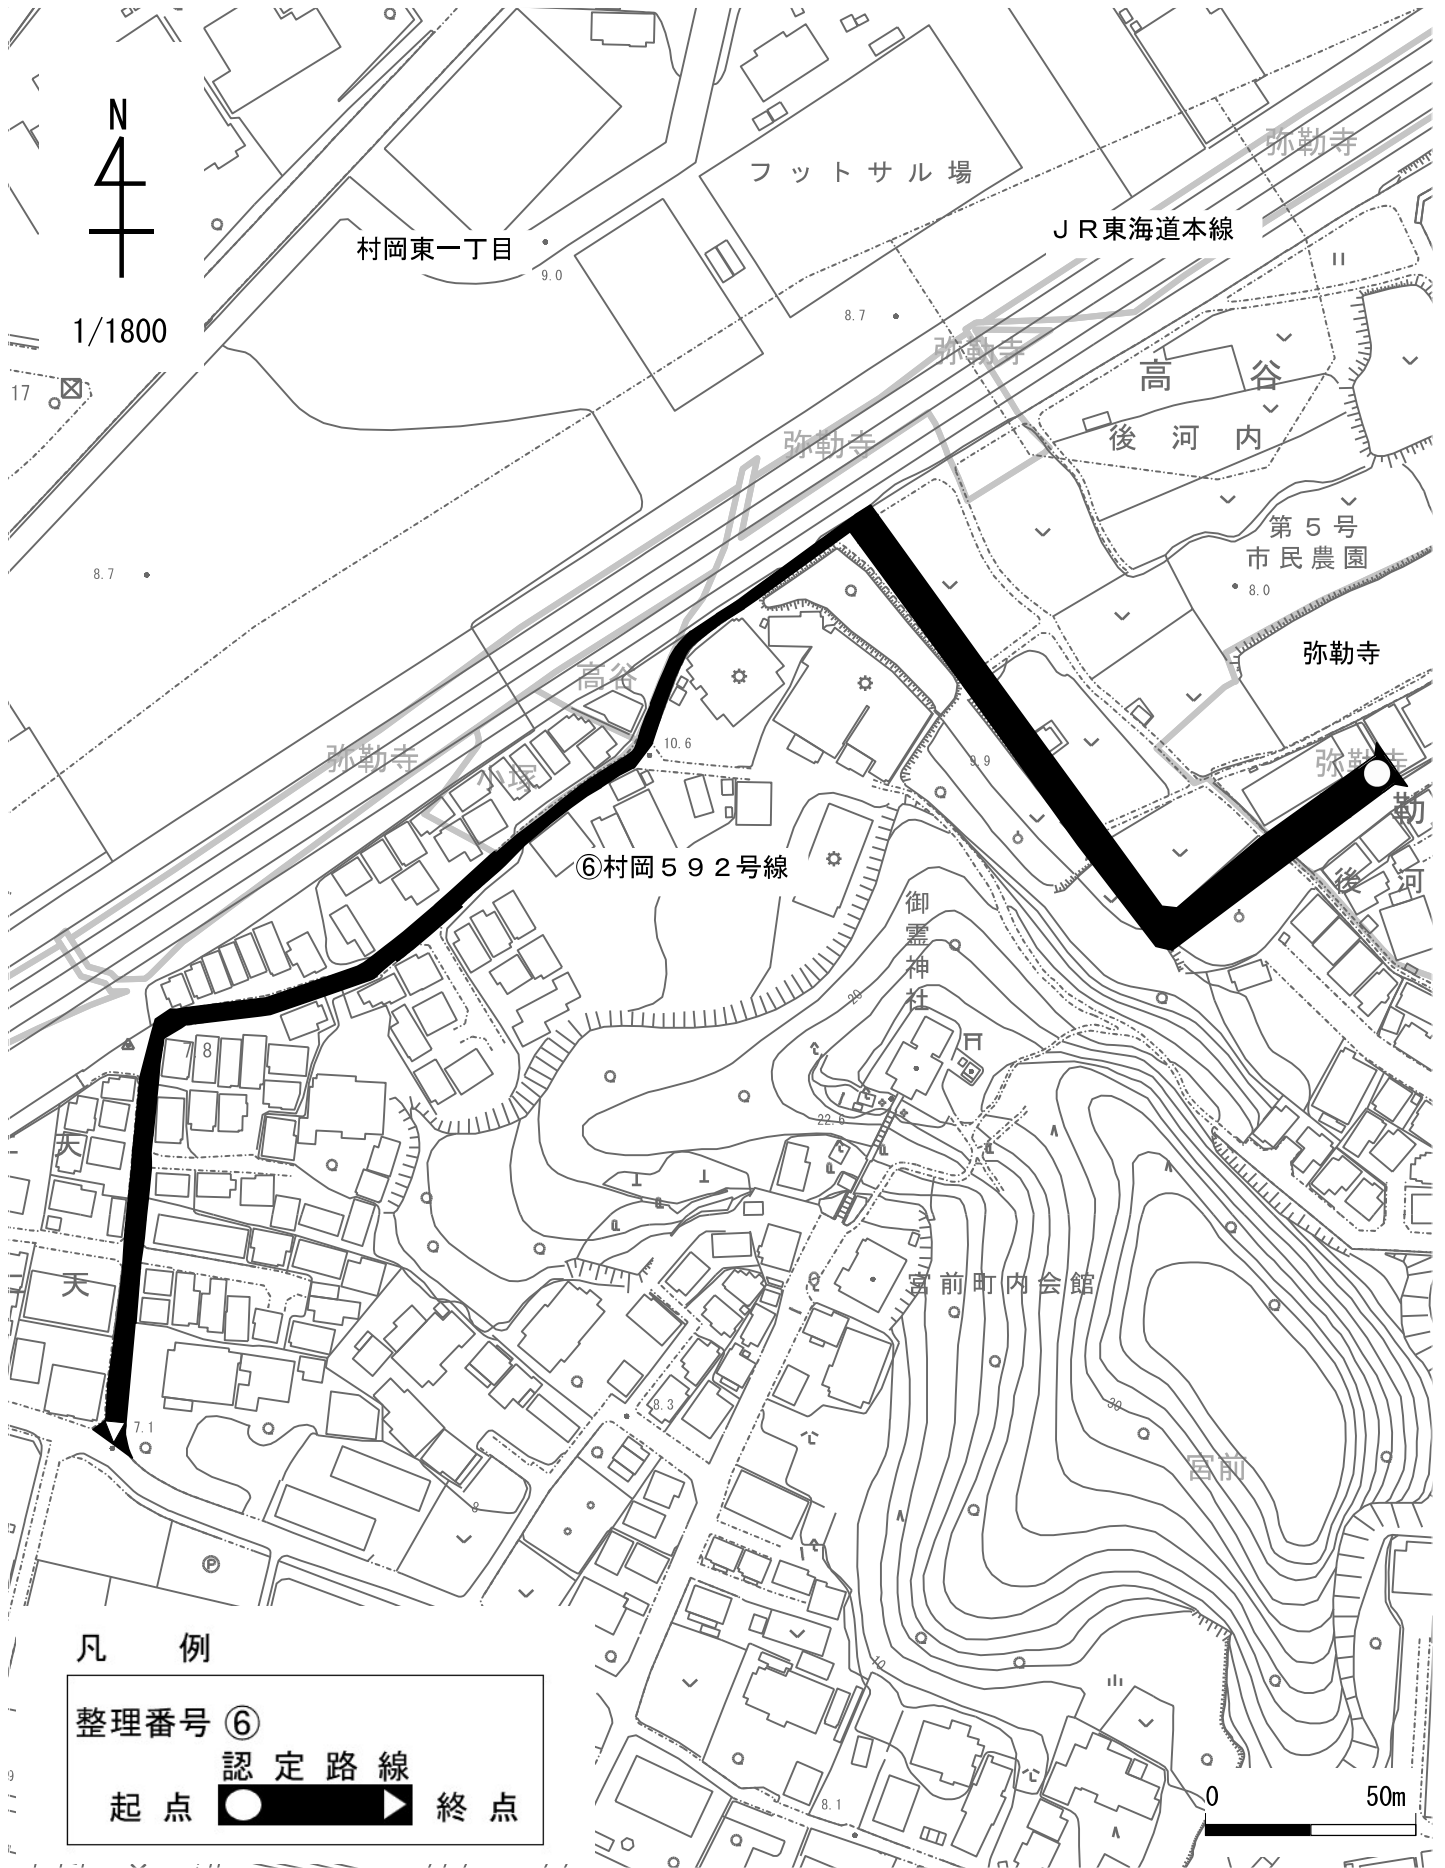 N
1/1800
フットサル場
弥勒寺
村岡東一丁目
9.0
ＪＲ東海道本線
8.7
弥勒寺
高谷
17
後河内
弥勒寺
第５号
市民農園
8.7
8.0
弥勒寺
高谷
10.6
弥勒寺
小塚
9.9
弥勒寺
勒
⑥村岡５９２号線
後河
御霊神社
20
8
22.6
天
天
宮前町内会館
7.1
8.3
30
宮前
8
P
10
凡例
整理番号⑥
認定路線
起点
終点
9
8.1
0
50m